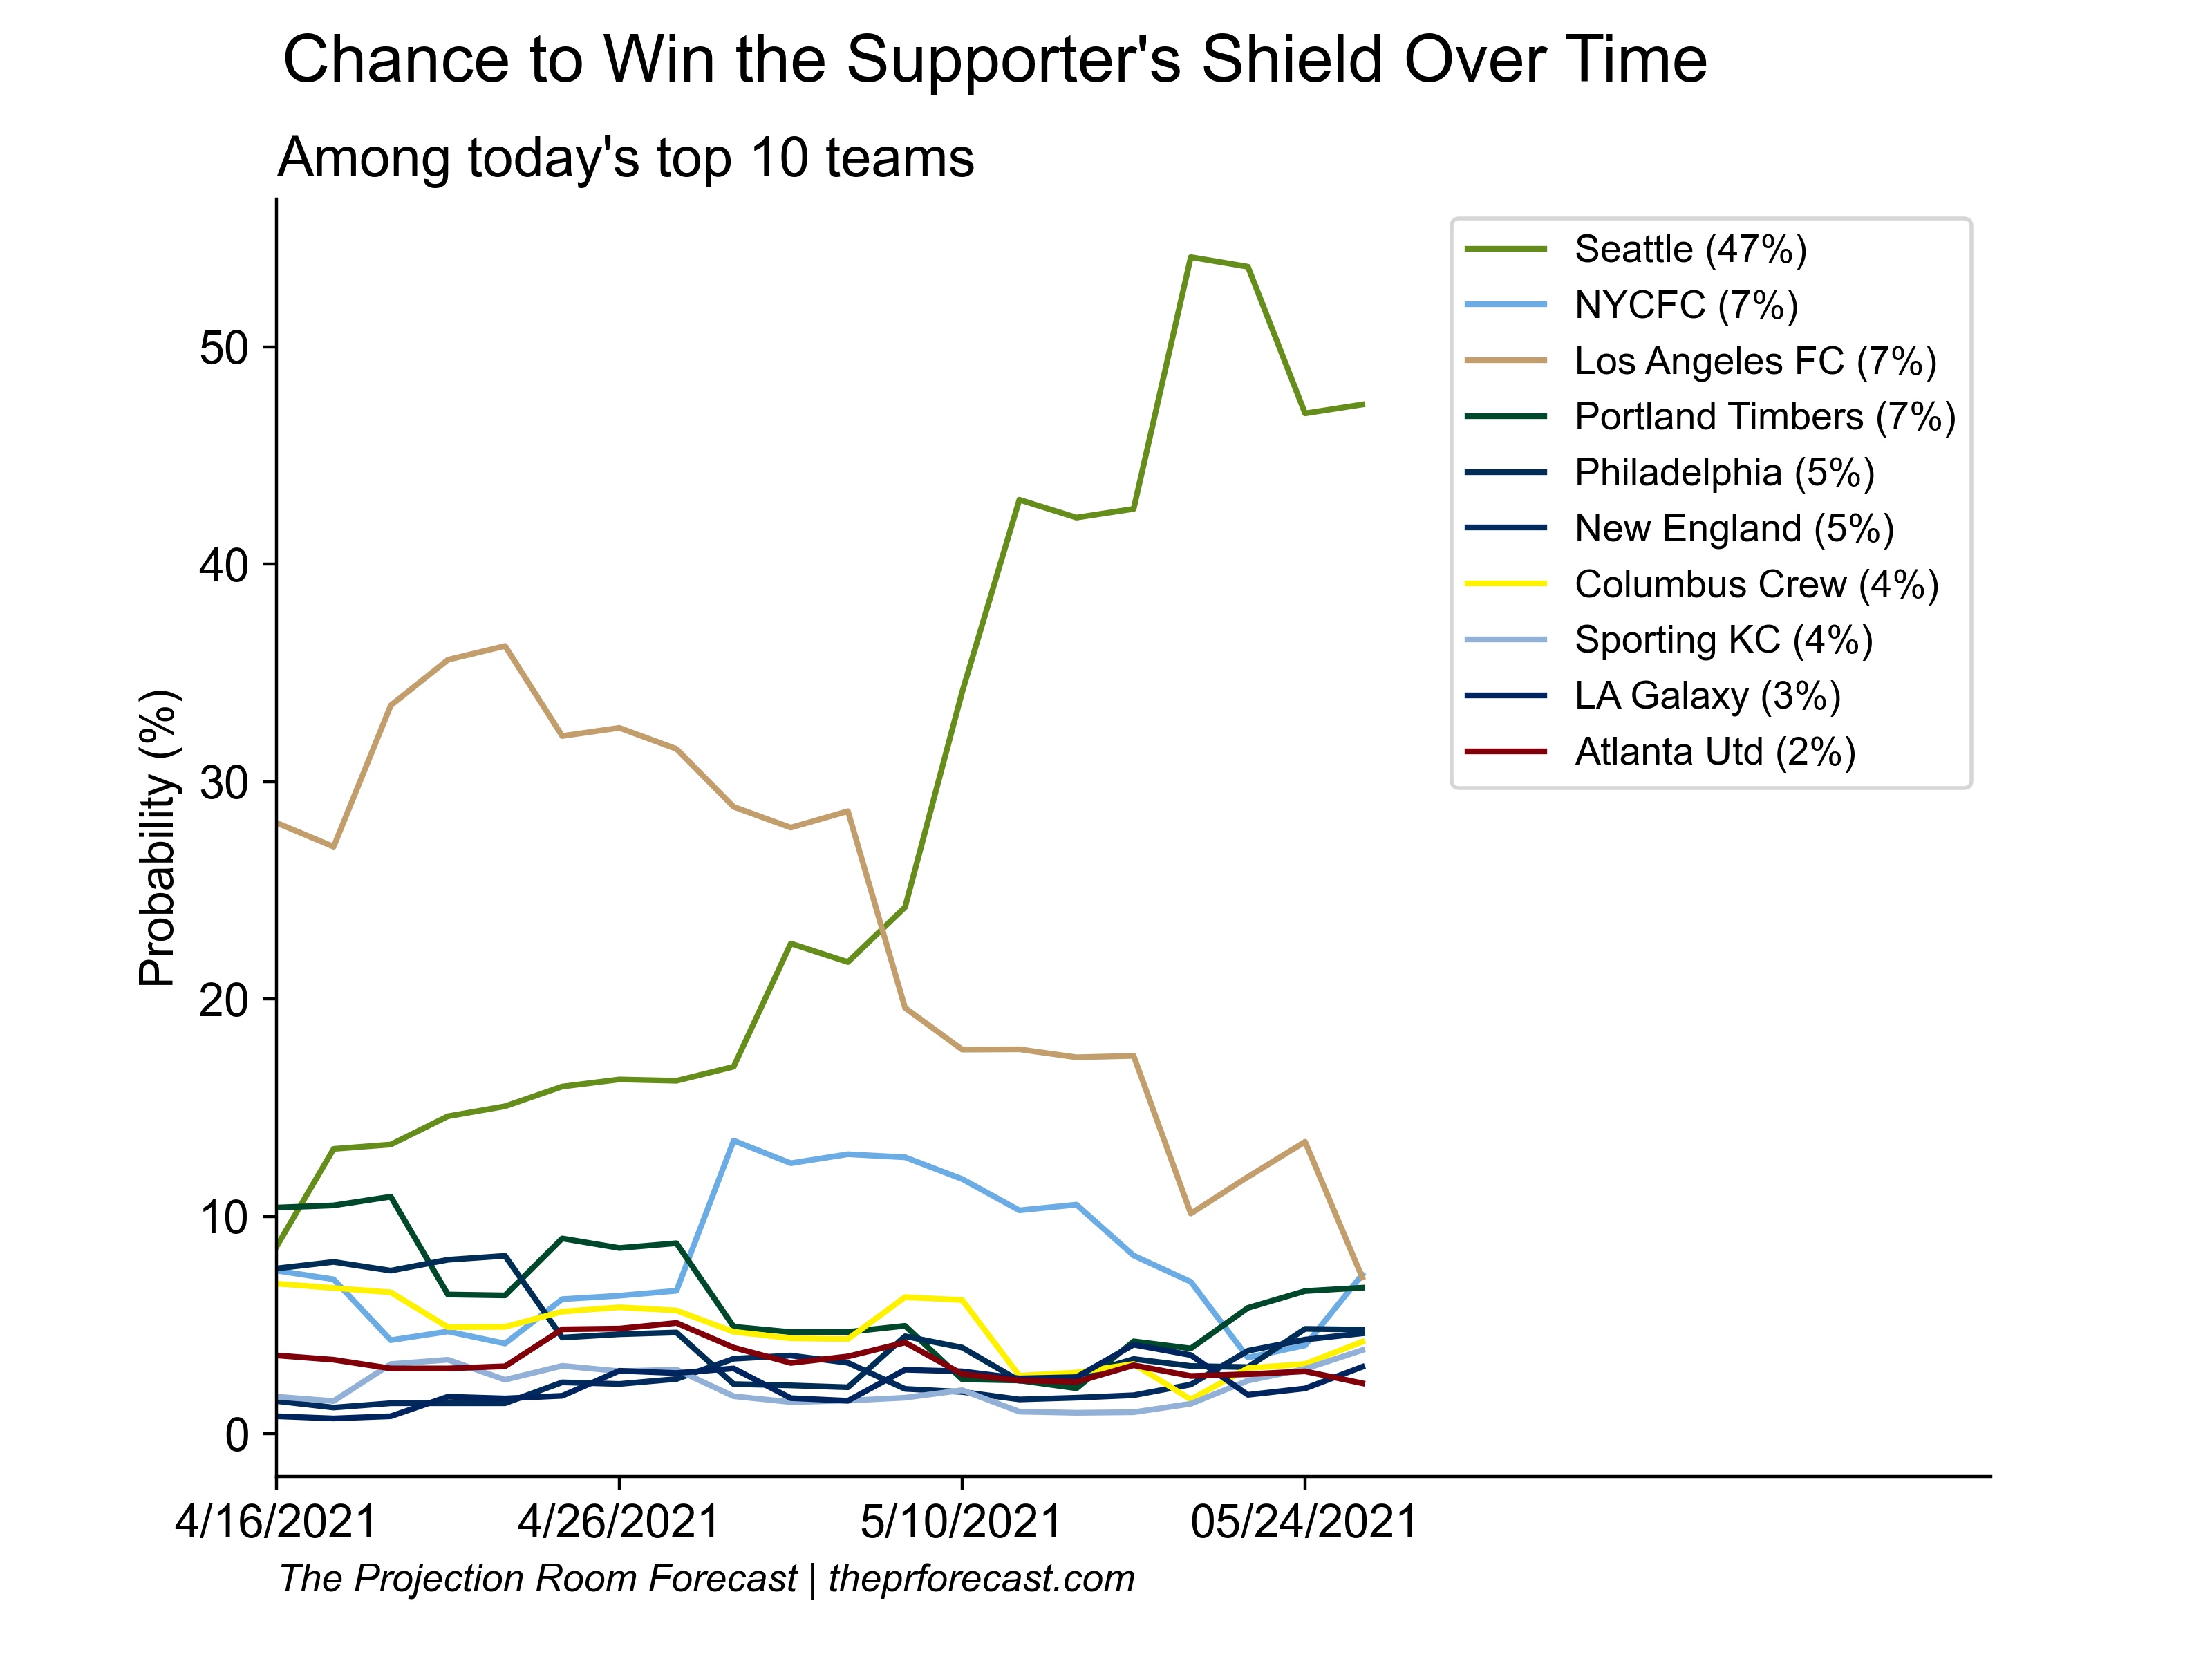 Chance to Win the Supporter's Shield Over Time
Among today's top 10 teams
Probability (%)
50
40
30
20
10
0
4/16/2021
4/26/2021
5/10/2021
05/24/2021
Seattle (47%)
NYCFC (7%)
Los Angeles FC (7%)
Portland Timbers (7%)
Philadelphia (5%)
New England (5%)
Columbus Crew (4%)
Sporting KC (4%)
LA Galaxy (3%)
Atlanta Utd (2%)
The Projection Room Forecast | theprforecast.com